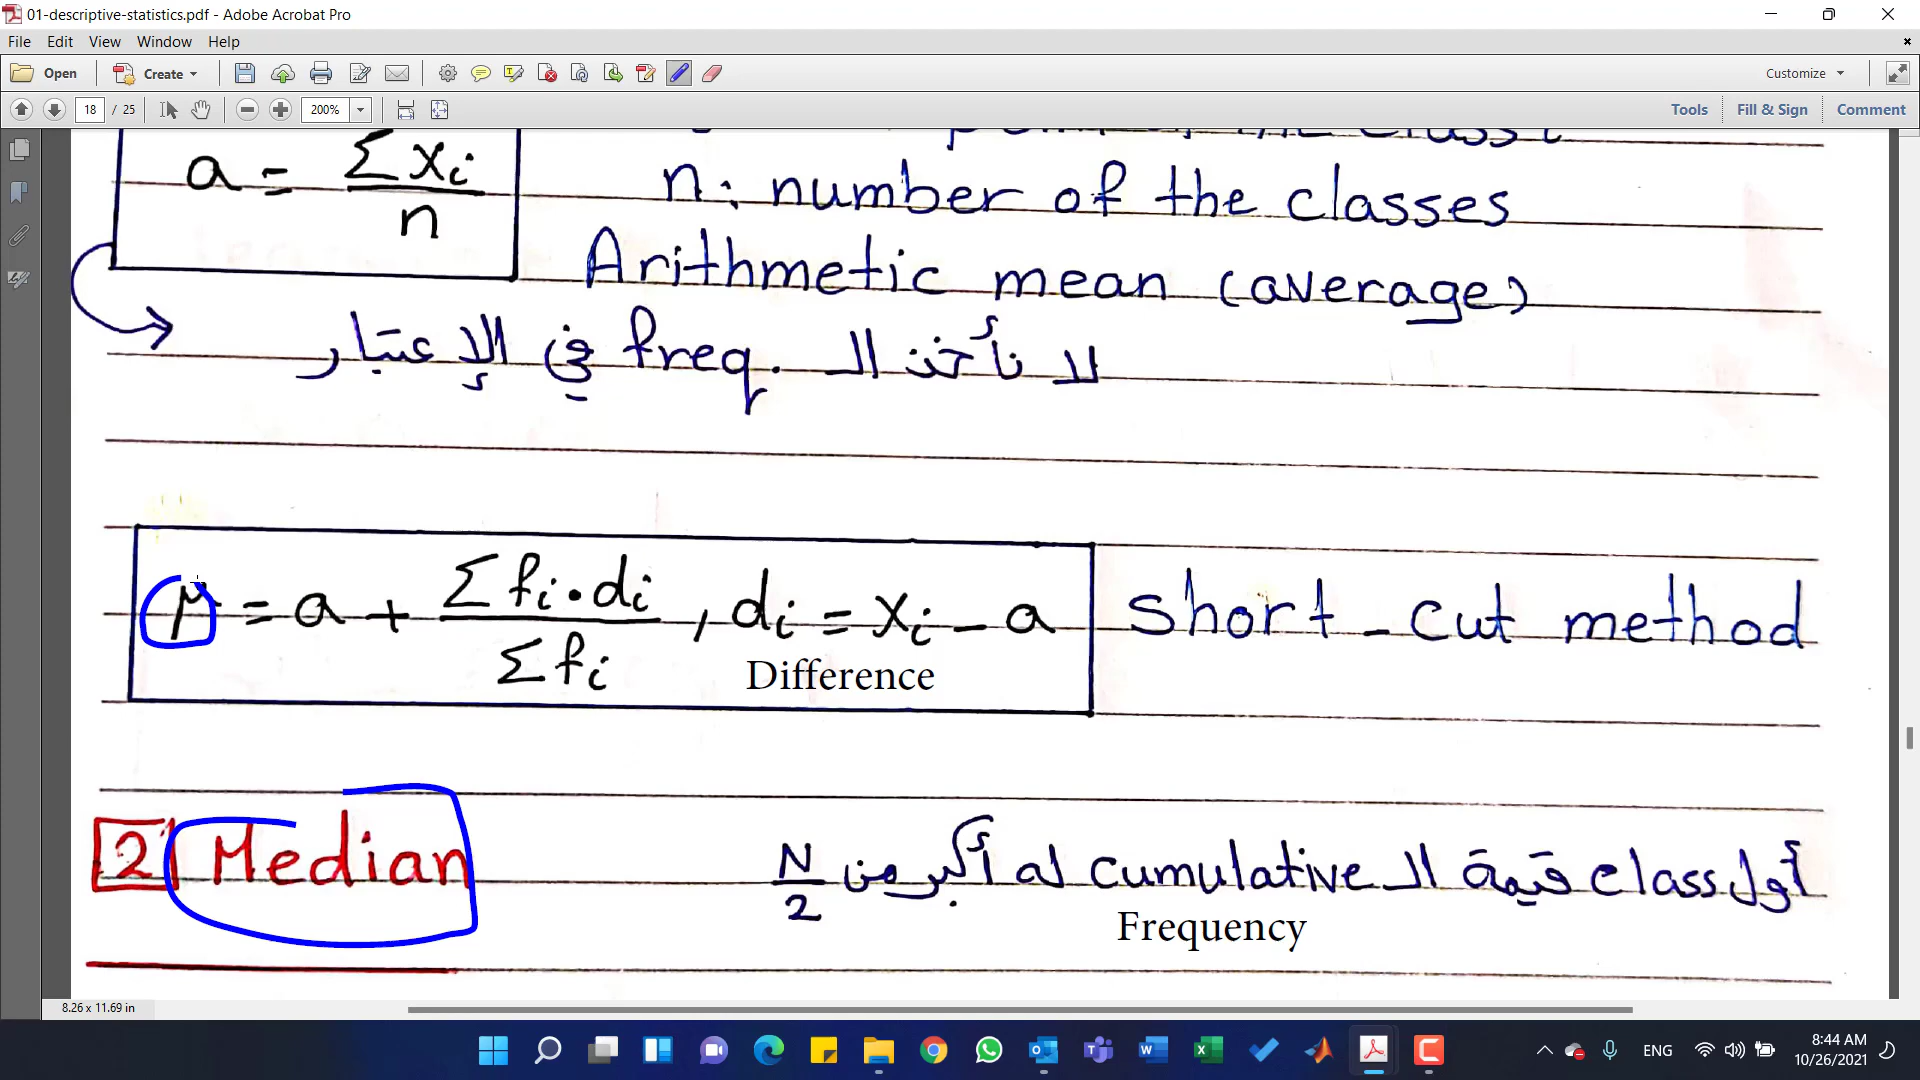 01-descriptive-statistics.pdf - Adobe Acrobat Pro
File Edit View Window Help
Open Create Customize
18 / 25 200% Tools Fill & Sign Comment
a = Σxi / n
n: number of the classes
Arithmetic mean (average)
لا نأخذ الـ freq. في الإعتبار
μ = a + Σfi·di / Σfi , di = xi - a
Difference
Short-cut method
2 Median
أول class قيمة الـ cumulative له أكبر من N/2
Frequency
8.26 x 11.69 in
ENG
8:44 AM
10/26/2021